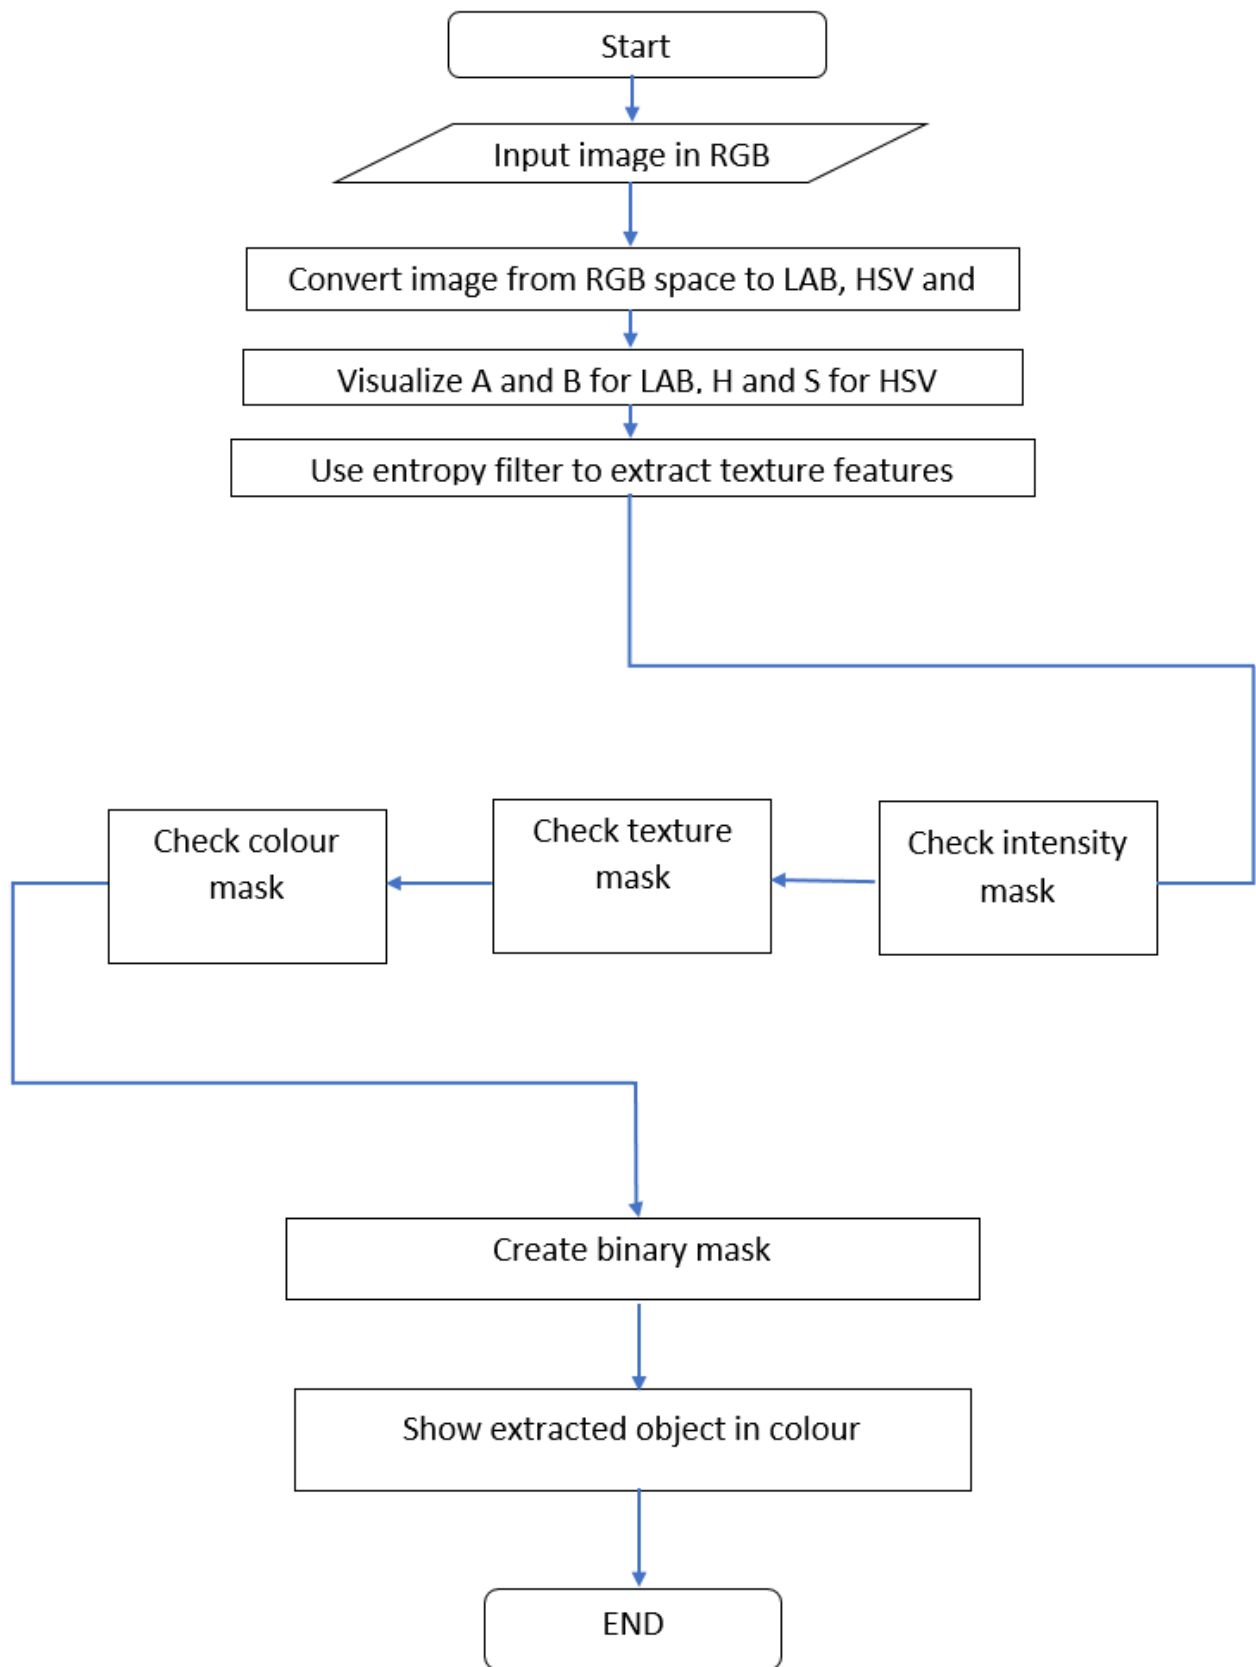 Start
Input image in RGB
Convert image from RGB space to LAB, HSV and
Visualize A and B for LAB, H and S for HSV
Use entropy filter to extract texture features
Check colour
mask
Check texture
mask
Check intensity
mask
Create binary mask
Show extracted object in colour
END